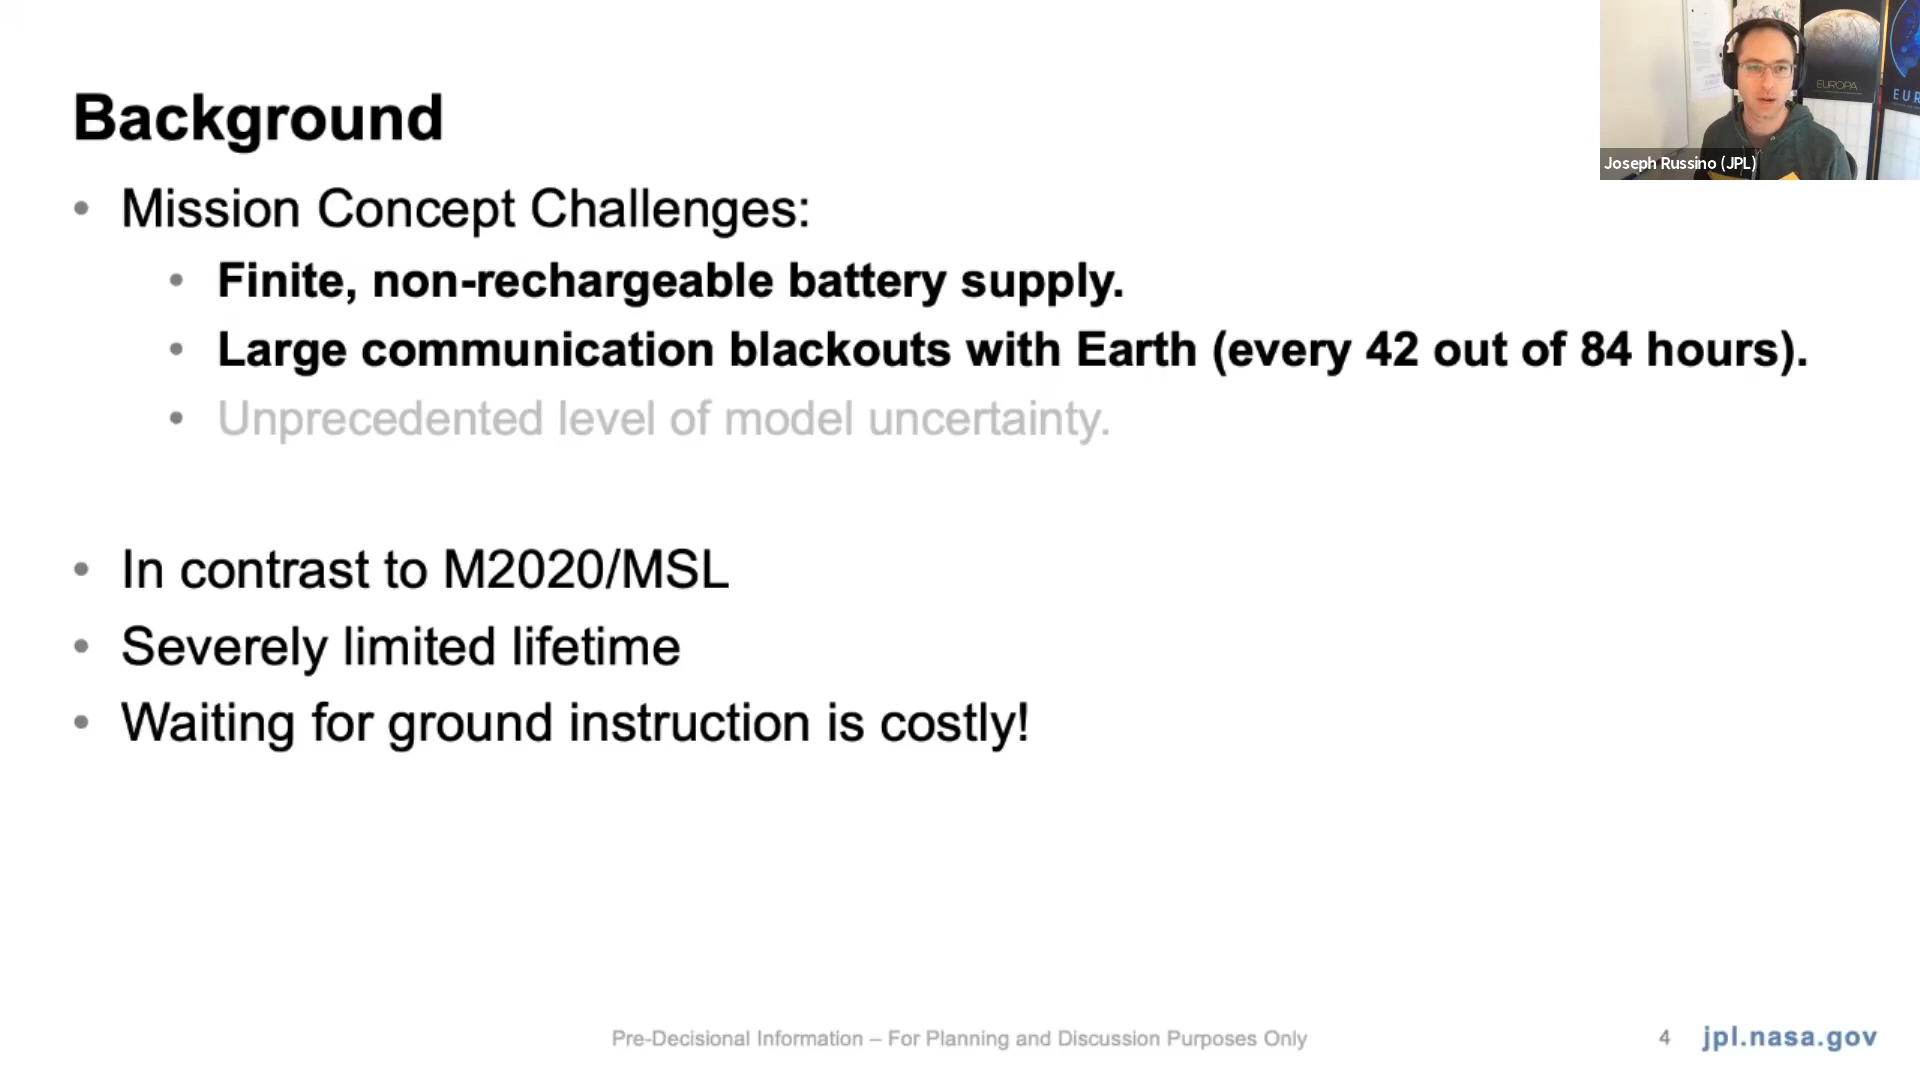 Background
• Mission Concept Challenges:
• Finite, non-rechargeable battery supply.
• Large communication blackouts with Earth (every 42 out of 84 hours).
• Unprecedented level of model uncertainty.
• In contrast to M2020/MSL
• Severely limited lifetime
• Waiting for ground instruction is costly!
EUROPA
EUR
Joseph Russino (JPL)
Pre-Decisional Information – For Planning and Discussion Purposes Only
4
jpl.nasa.gov